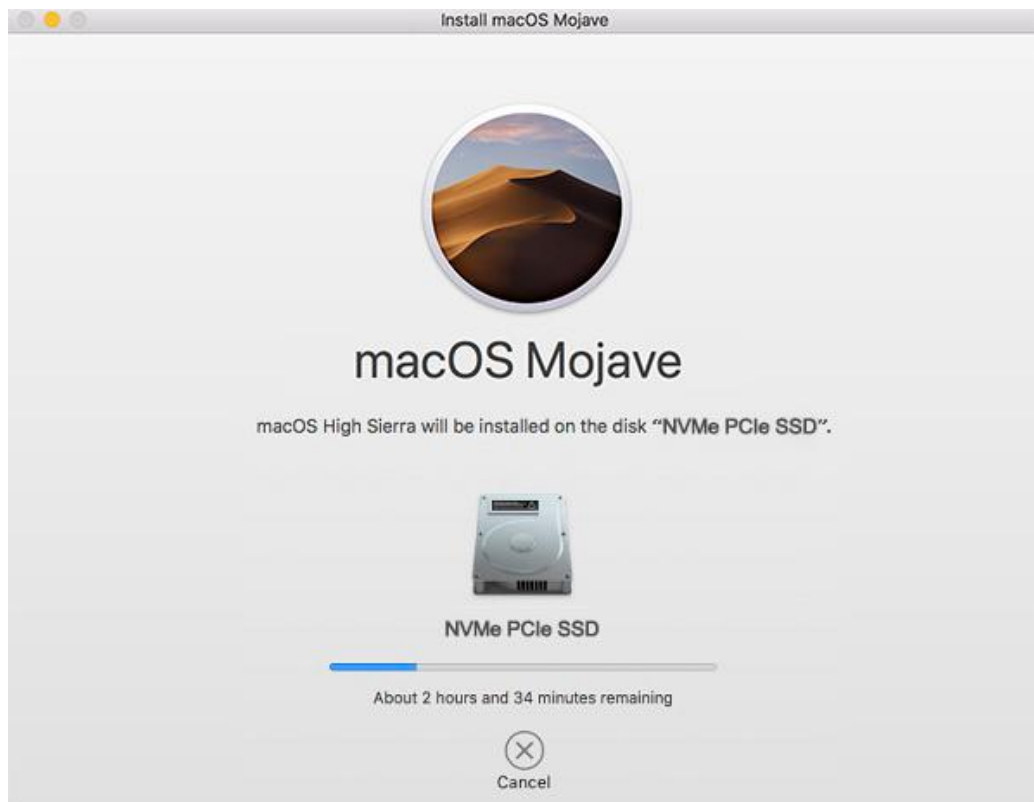 Install macOS Mojave
macOS Mojave
macOS High Sierra will be installed on the disk “NVMe PCIe SSD”.
NVMe PCIe SSD
About 2 hours and 34 minutes remaining
Cancel